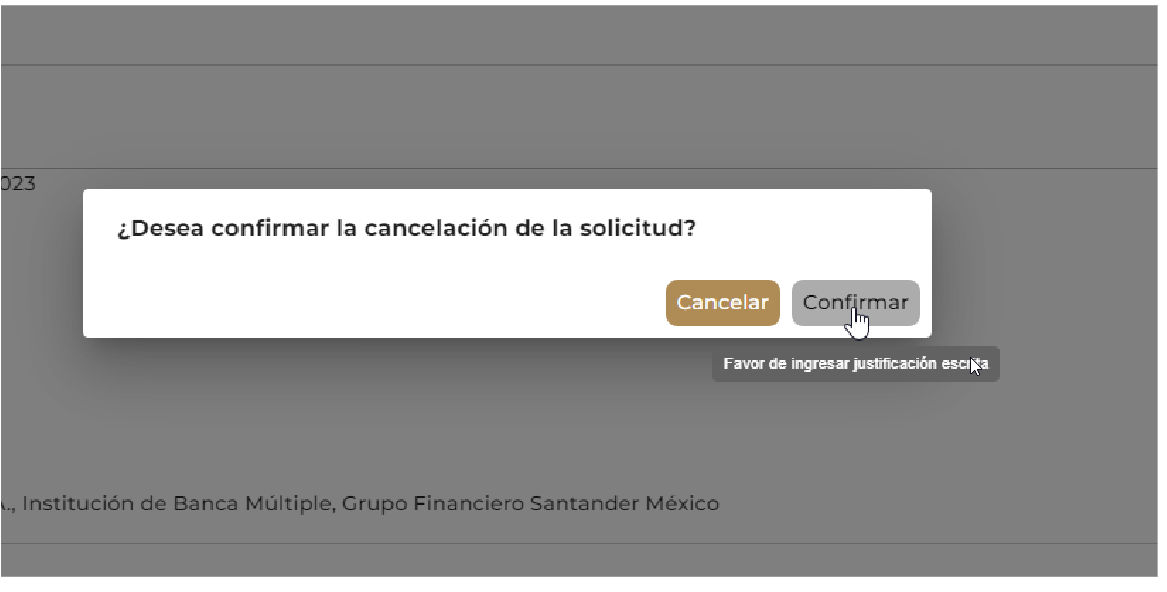 023
¿Desea confirmar la cancelación de la solicitud?
Cancelar Confirmar
Favor de ingresar justificación escrita
., Institución de Banca Múltiple, Grupo Financiero Santander México